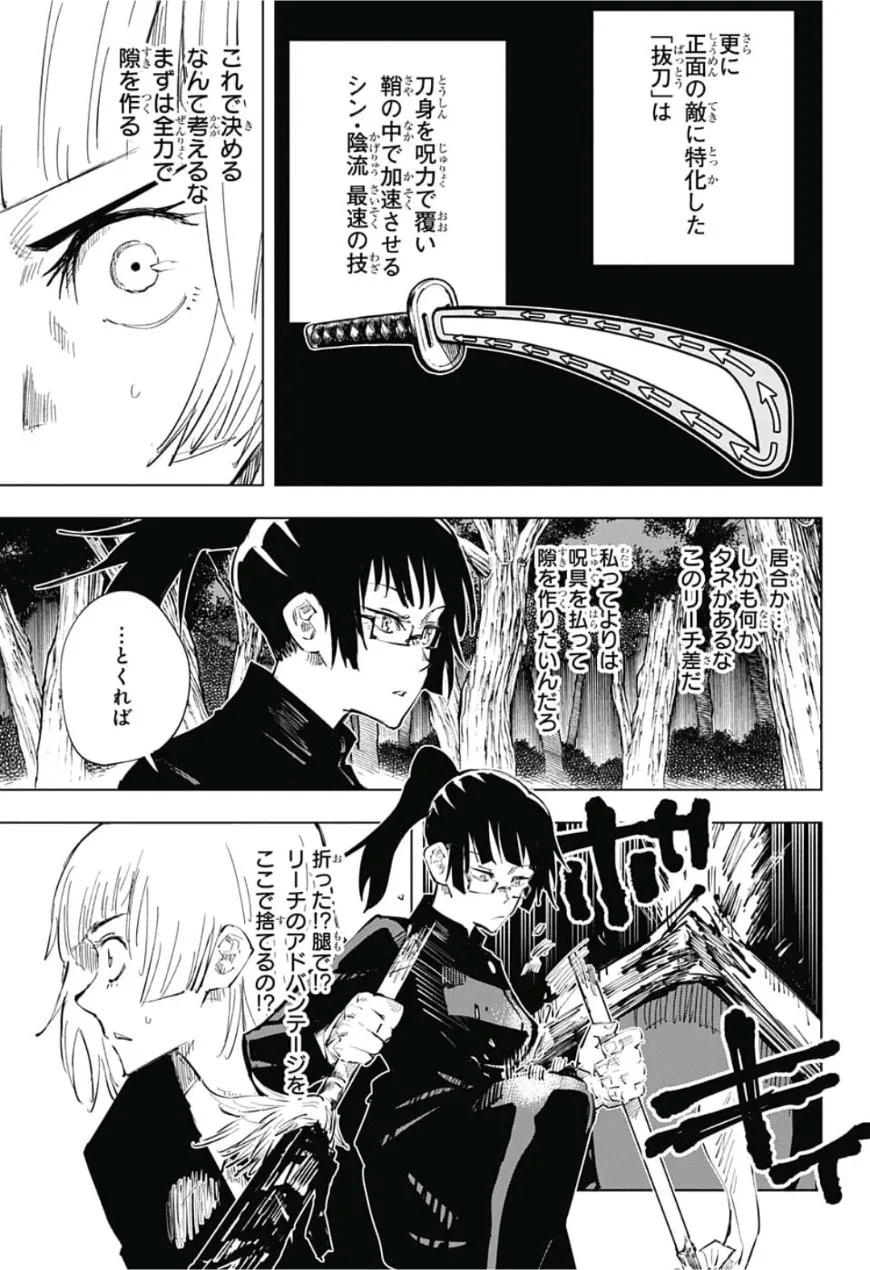 更に
正面の敵に特化した
「抜刀」は
刀身を呪力で覆い
鞘の中で加速させる
シン・陰流 最速の技
これで決める
なんて考えるな
まずは全力で
隙を作る
居合か…
しかも何か
タネがあるな
このリーチ差だ
私ってよりは
呪具を払って
隙を作りたいんだろ
…とくれば
ボキッ
折った!?腿で!?
リーチのアドバンテージを
ここで捨てるの!?